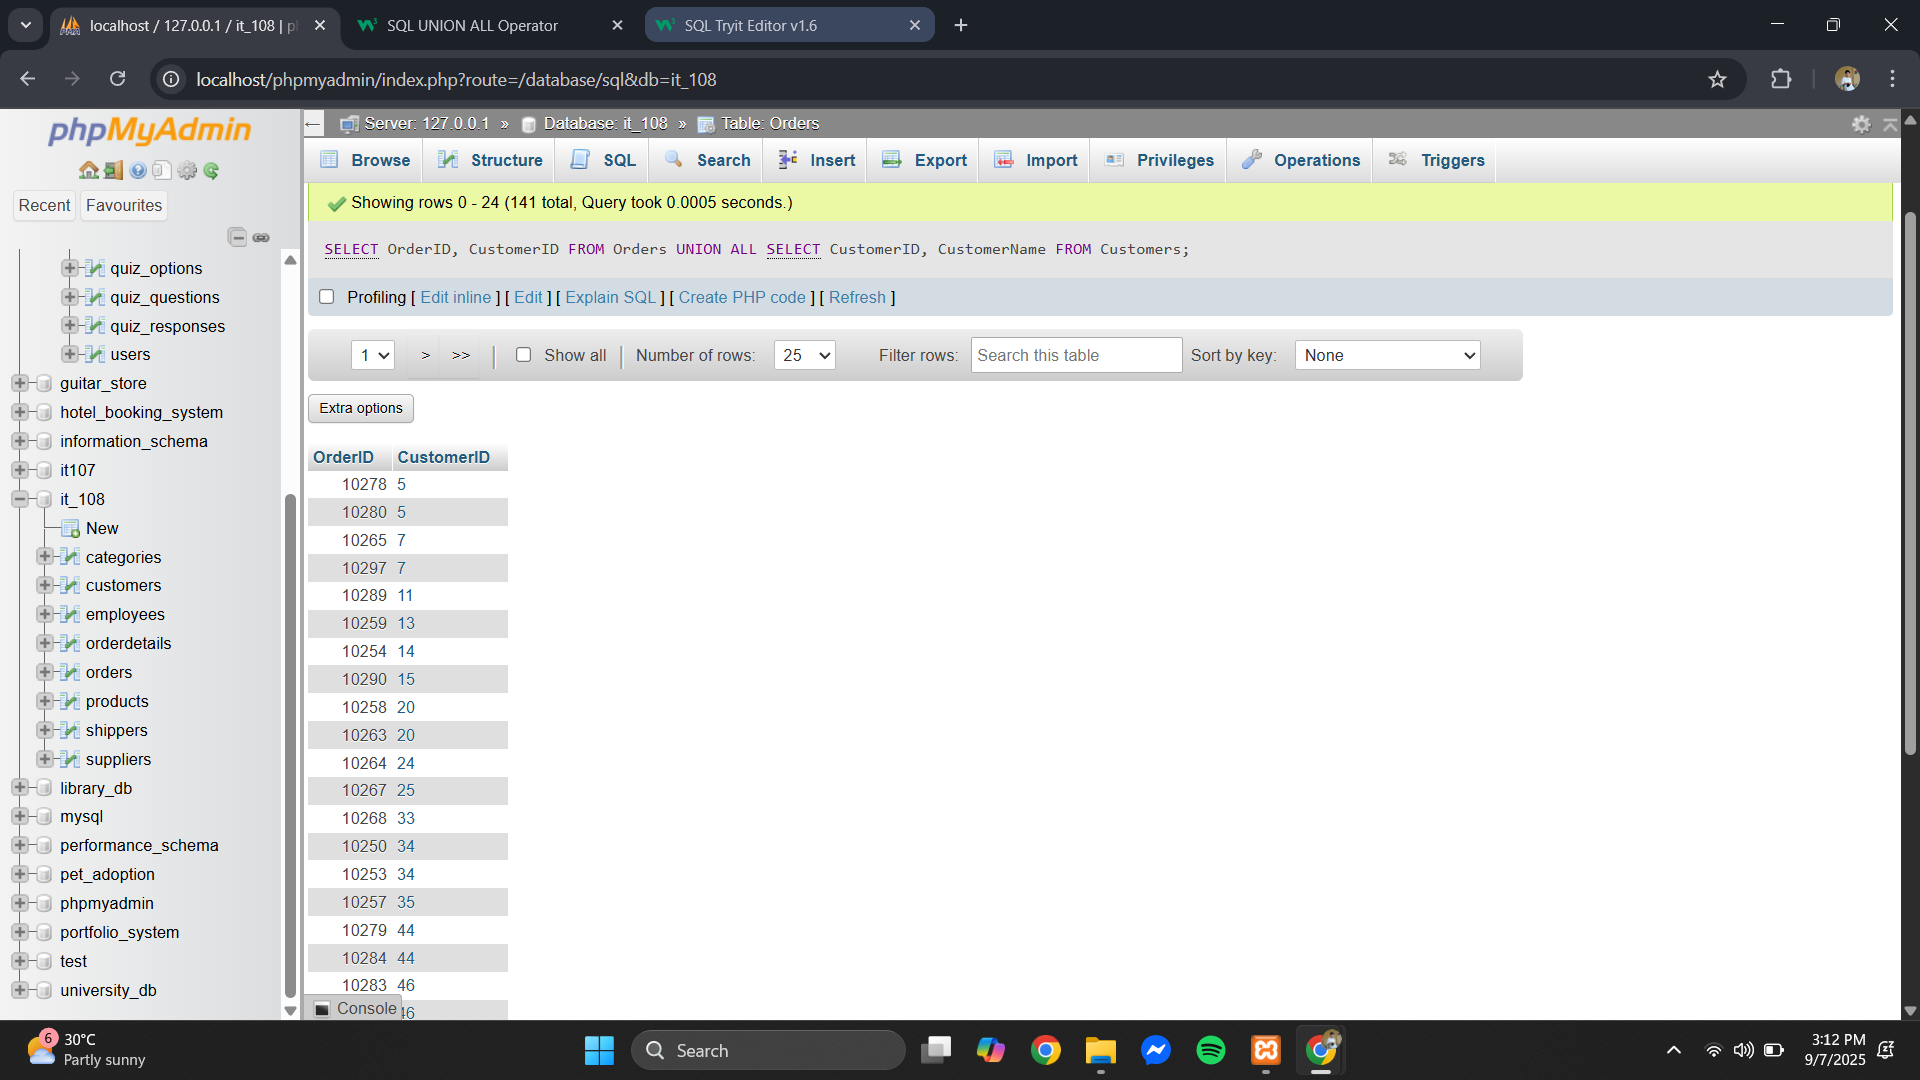 localhost / 127.0.0.1 / it_108 | p
SQL UNION ALL Operator
SQL Tryit Editor v1.6
localhost/phpmyadmin/index.php?route=/database/sql&db=it_108
phpMyAdmin
Recent
Favourites
quiz_options
quiz_questions
quiz_responses
users
guitar_store
hotel_booking_system
information_schema
it107
it_108
New
categories
customers
employees
orderdetails
orders
products
shippers
suppliers
library_db
mysql
performance_schema
pet_adoption
phpmyadmin
portfolio_system
test
university_db
Server: 127.0.0.1 » Database: it_108 » Table: Orders
Browse Structure SQL Search Insert Export Import Privileges Operations Triggers
Showing rows 0 - 24 (141 total, Query took 0.0005 seconds.)
SELECT OrderID, CustomerID FROM Orders UNION ALL SELECT CustomerID, CustomerName FROM Customers;
Profiling [ Edit inline ] [ Edit ] [ Explain SQL ] [ Create PHP code ] [ Refresh ]
1 > >> | Show all | Number of rows: 25 Filter rows: Search this table Sort by key: None
Extra options
OrderID CustomerID
10278 5
10280 5
10265 7
10297 7
10289 11
10259 13
10254 14
10290 15
10258 20
10263 20
10264 24
10267 25
10268 33
10250 34
10253 34
10257 35
10279 44
10284 44
10283 46
Console 46
6
30°C
Partly sunny
Search
3:12 PM
9/7/2025